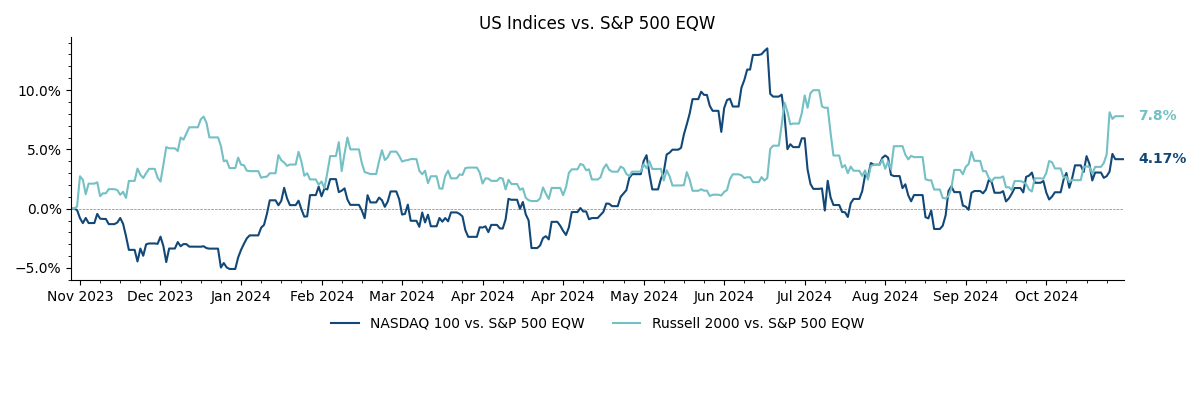 US Indices vs. S&P 500 EQW
10.0%
5.0%
0.0%
−5.0%
7.8%
4.17%
Nov 2023 Dec 2023 Jan 2024 Feb 2024 Mar 2024 Apr 2024 Apr 2024 May 2024 Jun 2024 Jul 2024 Aug 2024 Sep 2024 Oct 2024
NASDAQ 100 vs. S&P 500 EQW Russell 2000 vs. S&P 500 EQW